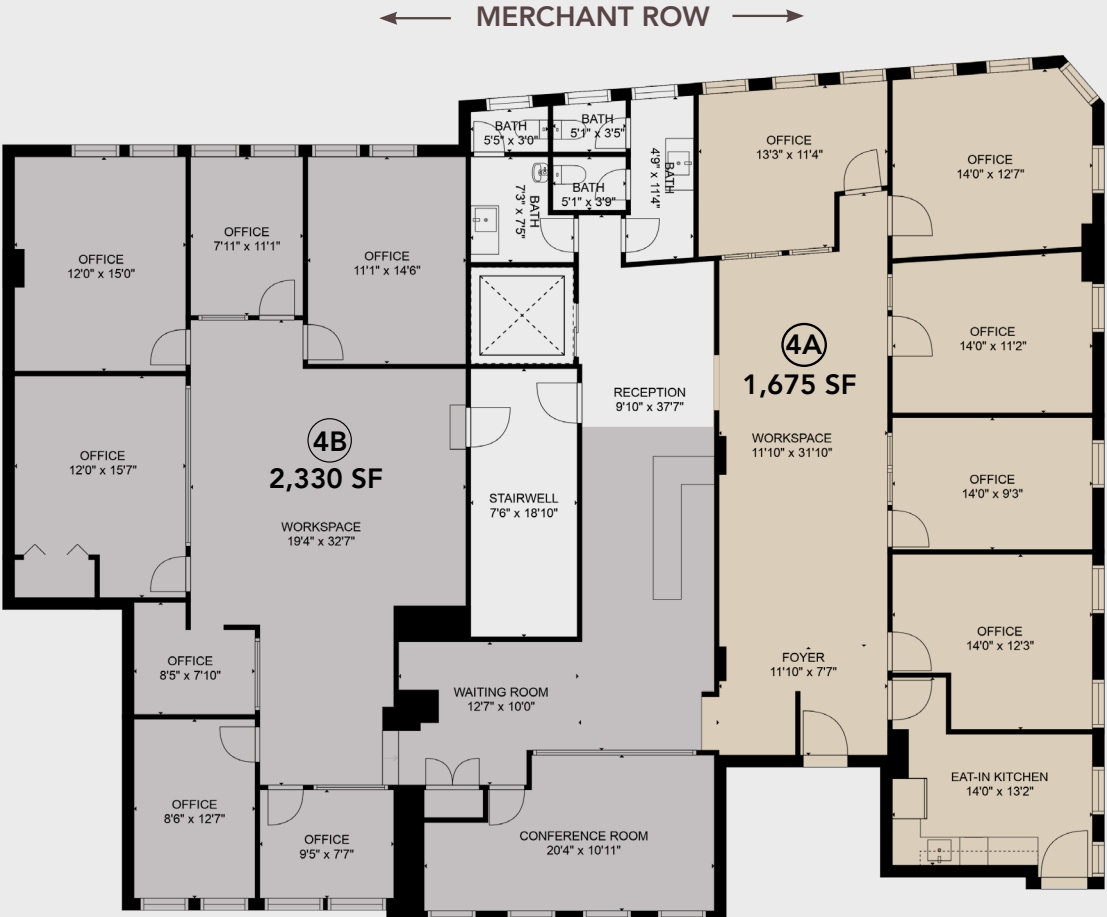 MERCHANT ROW
BATH
5'5" x 3'0"
BATH
5'1" x 3'5"
BATH
4'9" x 11'4"
BATH
5'1" x 3'9"
BATH
7'3" x 7'5"
OFFICE
13'3" x 11'4"
OFFICE
14'0" x 12'7"
OFFICE
12'0" x 15'0"
OFFICE
7'11" x 11'1"
OFFICE
11'1" x 14'6"
OFFICE
14'0" x 11'2"
4A
1,675 SF
RECEPTION
9'10" x 37'7"
WORKSPACE
11'10" x 31'10"
4B
2,330 SF
OFFICE
12'0" x 15'7"
WORKSPACE
19'4" x 32'7"
STAIRWELL
7'6" x 18'10"
OFFICE
14'0" x 9'3"
OFFICE
14'0" x 12'3"
FOYER
11'10" x 7'7"
OFFICE
8'5" x 7'10"
WAITING ROOM
12'7" x 10'0"
EAT-IN KITCHEN
14'0" x 13'2"
OFFICE
8'6" x 12'7"
OFFICE
9'5" x 7'7"
CONFERENCE ROOM
20'4" x 10'11"